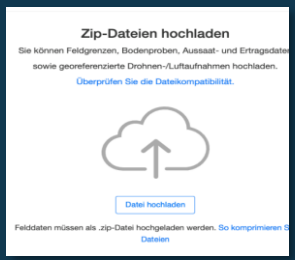 Zip-Dateien hochladen
Sie können Feldgrenzen, Bodenproben, Aussaat- und Ertragsdaten
sowie georeferenzierte Drohnen-/Luftaufnahmen hochladen.
Überprüfen Sie die Dateikompatibilität.
Datei hochladen
Felddaten müssen als .zip-Datei hochgeladen werden. So komprimieren S
Dateien